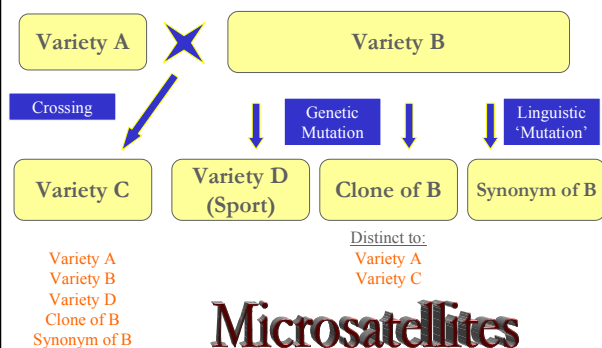 Variety A
Variety B
Crossing
Genetic
Mutation
Linguistic
‘Mutation’
Variety C
Variety D
(Sport)
Clone of B
Synonym of B
Variety A
Variety B
Variety D
Clone of B
Synonym of B
Distinct to:
Variety A
Variety C
Microsatellites